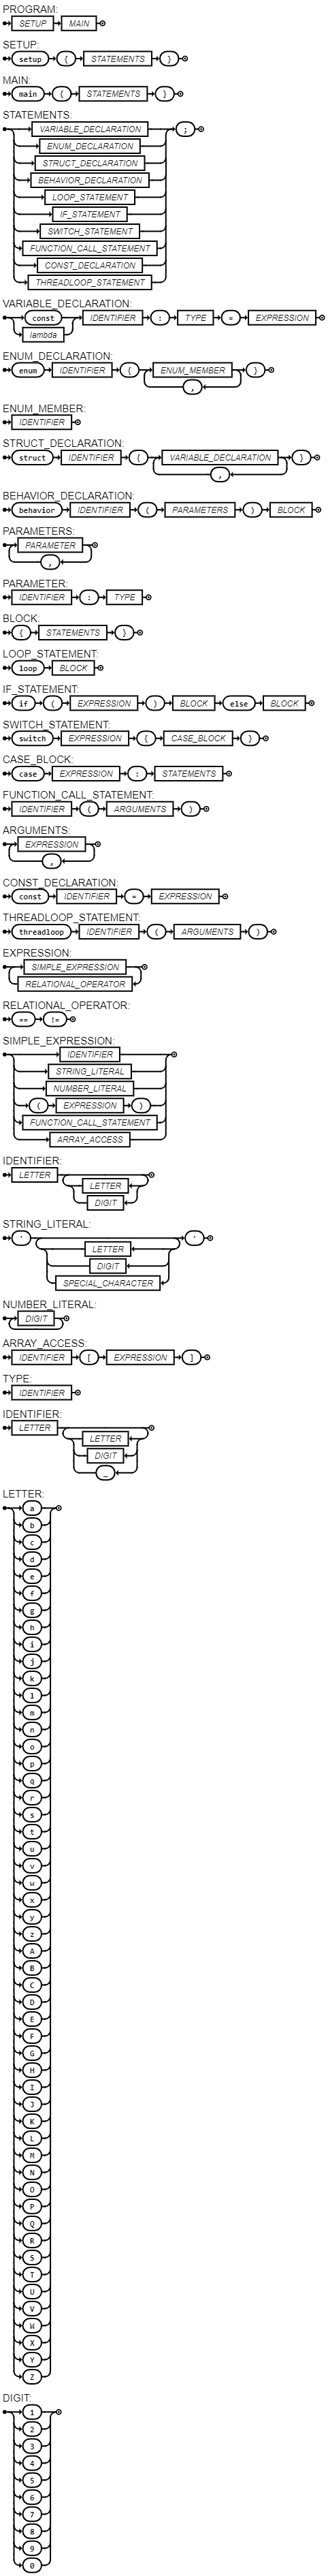 PROGRAM:
SETUP MAIN
SETUP:
setup { STATEMENTS }
MAIN:
main { STATEMENTS }
STATEMENTS:
VARIABLE_DECLARATION ;
ENUM_DECLARATION
STRUCT_DECLARATION
BEHAVIOR_DECLARATION
LOOP_STATEMENT
IF_STATEMENT
SWITCH_STATEMENT
FUNCTION_CALL_STATEMENT
CONST_DECLARATION
THREADLOOP_STATEMENT
VARIABLE_DECLARATION:
const IDENTIFIER : TYPE = EXPRESSION
lambda
ENUM_DECLARATION:
enum IDENTIFIER { ENUM_MEMBER }
,
ENUM_MEMBER:
IDENTIFIER
STRUCT_DECLARATION:
struct IDENTIFIER { VARIABLE_DECLARATION }
,
BEHAVIOR_DECLARATION:
behavior IDENTIFIER ( PARAMETERS ) BLOCK
PARAMETERS:
PARAMETER
,
PARAMETER:
IDENTIFIER : TYPE
BLOCK:
{ STATEMENTS }
LOOP_STATEMENT:
loop BLOCK
IF_STATEMENT:
if ( EXPRESSION ) BLOCK else BLOCK
SWITCH_STATEMENT:
switch EXPRESSION { CASE_BLOCK }
CASE_BLOCK:
case EXPRESSION : STATEMENTS
FUNCTION_CALL_STATEMENT:
IDENTIFIER ( ARGUMENTS )
ARGUMENTS:
EXPRESSION
,
CONST_DECLARATION:
const IDENTIFIER = EXPRESSION
THREADLOOP_STATEMENT:
threadloop IDENTIFIER ( ARGUMENTS )
EXPRESSION:
SIMPLE_EXPRESSION
RELATIONAL_OPERATOR
RELATIONAL_OPERATOR:
== !=
SIMPLE_EXPRESSION:
IDENTIFIER
STRING_LITERAL
NUMBER_LITERAL
( EXPRESSION )
FUNCTION_CALL_STATEMENT
ARRAY_ACCESS
IDENTIFIER:
LETTER
LETTER
DIGIT
STRING_LITERAL:
' '
LETTER
DIGIT
SPECIAL_CHARACTER
NUMBER_LITERAL:
DIGIT
ARRAY_ACCESS:
IDENTIFIER [ EXPRESSION ]
TYPE:
IDENTIFIER
IDENTIFIER:
LETTER
LETTER
DIGIT
_
LETTER:
a
b
c
d
e
f
g
h
i
j
k
l
m
n
o
p
q
r
s
t
u
v
w
x
y
z
A
B
C
D
E
F
G
H
I
J
K
L
M
N
O
P
Q
R
S
T
U
V
W
X
Y
Z
DIGIT:
1
2
3
4
5
6
7
8
9
0